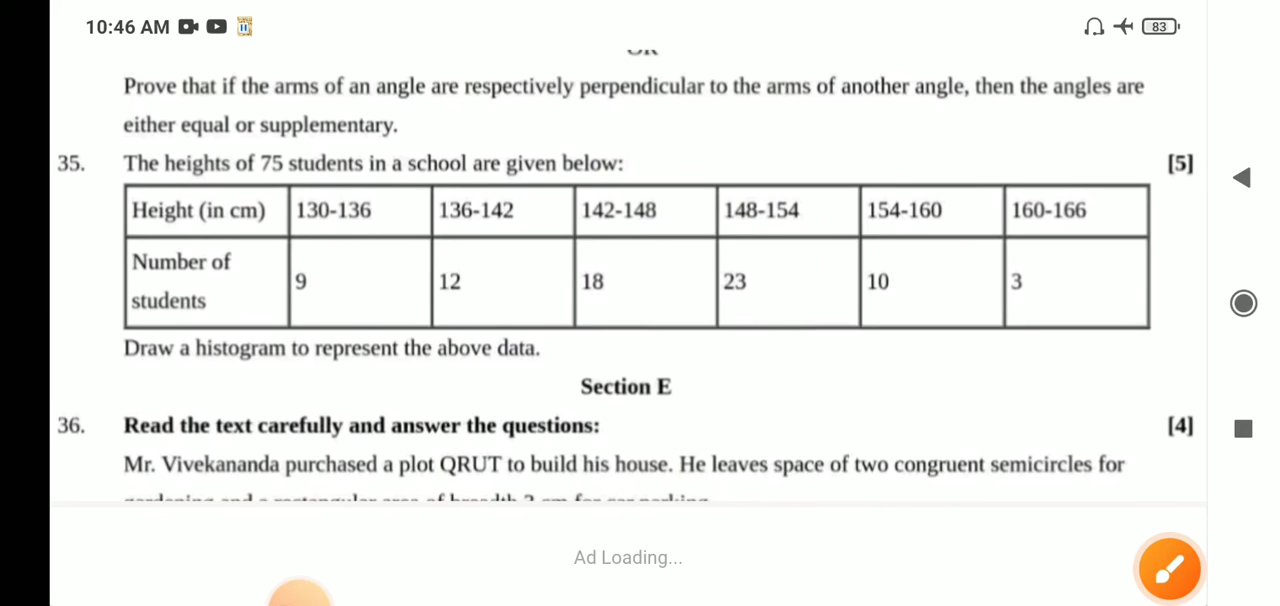 10:46 AM
83
Prove that if the arms of an angle are respectively perpendicular to the arms of another angle, then the angles are
either equal or supplementary.
35. The heights of 75 students in a school are given below: [5]
Height (in cm) 130-136 136-142 142-148 148-154 154-160 160-166
Number of
students 9 12 18 23 10 3
Draw a histogram to represent the above data.
Section E
36. Read the text carefully and answer the questions: [4]
Mr. Vivekananda purchased a plot QRUT to build his house. He leaves space of two congruent semicircles for
Ad Loading...